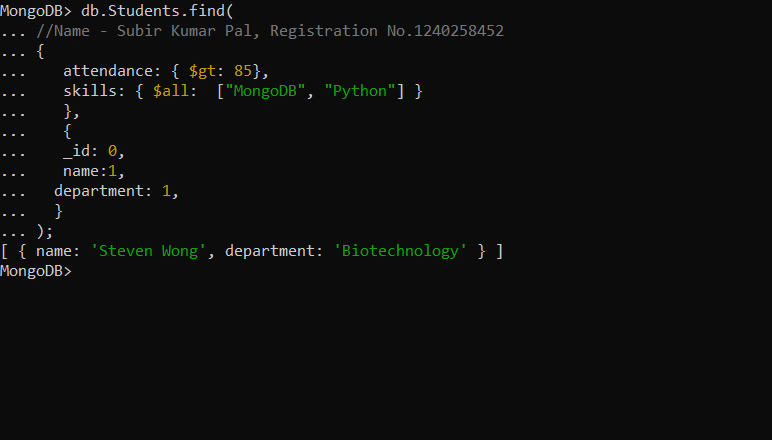 MongoDB> db.Students.find(
... //Name - Subir Kumar Pal, Registration No.1240258452
... {
...    attendance: { $gt: 85},
...    skills: { $all:  ["MongoDB", "Python"] }
...    },
...    {
...    _id: 0,
...    name:1,
...   department: 1,
...   }
... );
[ { name: 'Steven Wong', department: 'Biotechnology' } ]
MongoDB>